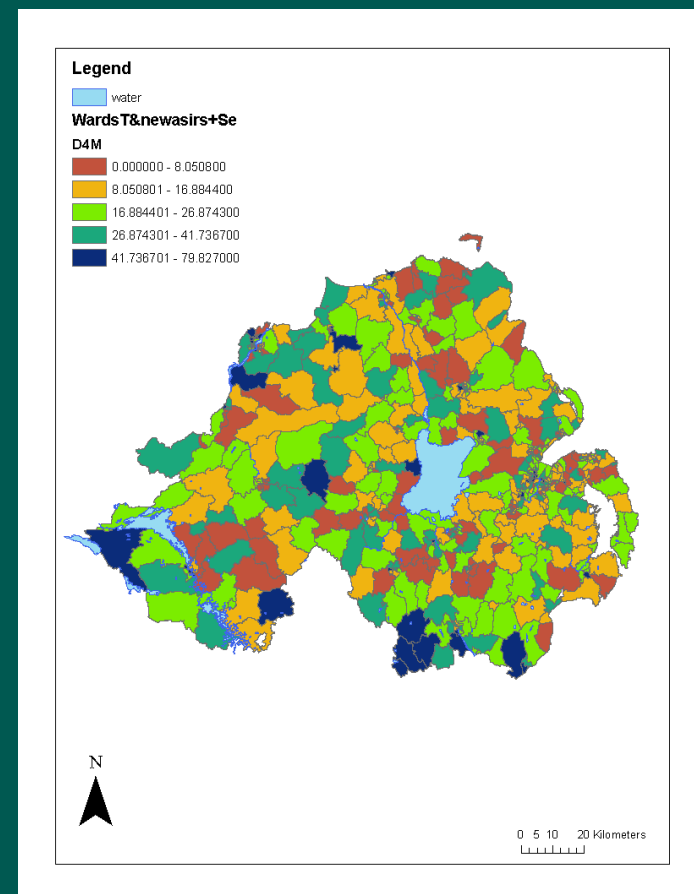 Legend
water
WardsT&newasirs+Se
D4M
0.000000 - 8.050800
8.050801 - 16.884400
16.884401 - 26.874300
26.874301 - 41.736700
41.736701 - 79.827000
N
0 5 10 20 Kilometers